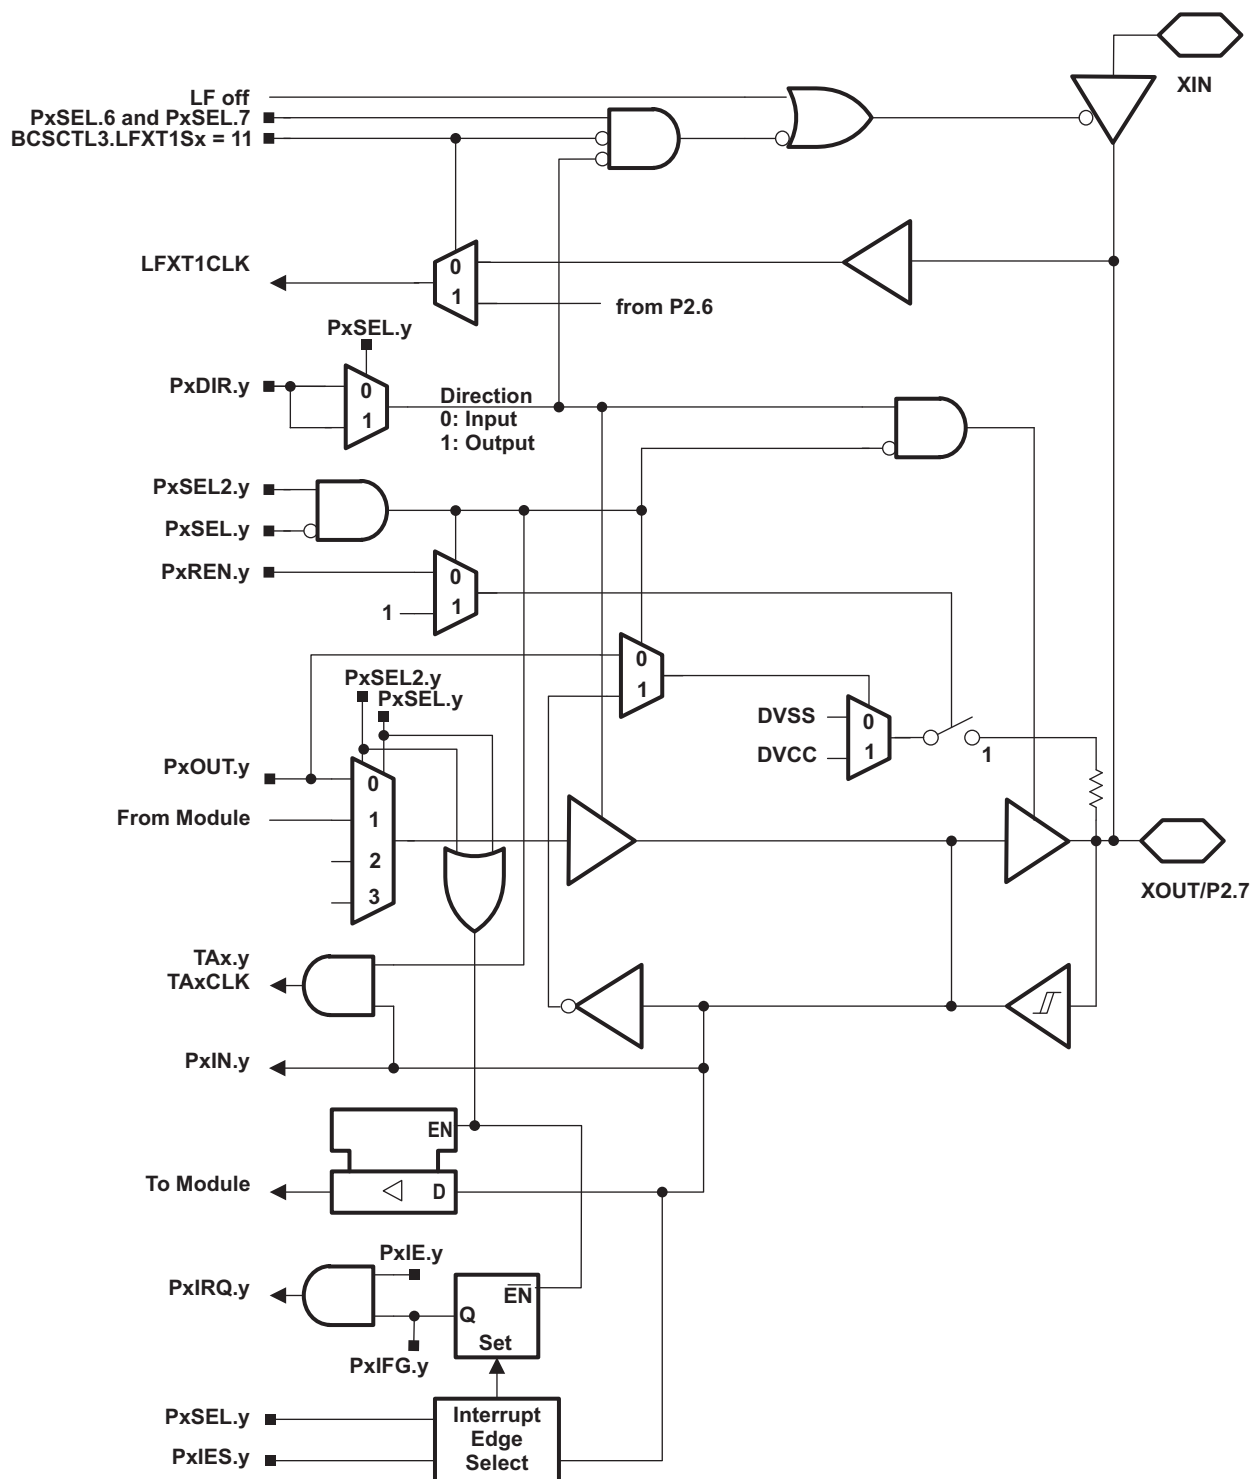 XIN
LF off
PxSEL.6 and PxSEL.7
BCSCTL3.LFXT1Sx = 11
LFXT1CLK
0
1
from P2.6
PxSEL.y
PxDIR.y
0
1
Direction
0: Input
1: Output
PxSEL2.y
PxSEL.y
PxREN.y
0
1
1
0
1
PxSEL2.y
PxSEL.y
DVSS
DVCC
0
1
1
PxOUT.y
From Module
0
1
2
3
XOUT/P2.7
TAx.y
TAxCLK
PxIN.y
EN
To Module
D
PxIE.y
PxIRQ.y
EN
Q
Set
PxIFG.y
PxSEL.y
PxIES.y
Interrupt
Edge
Select